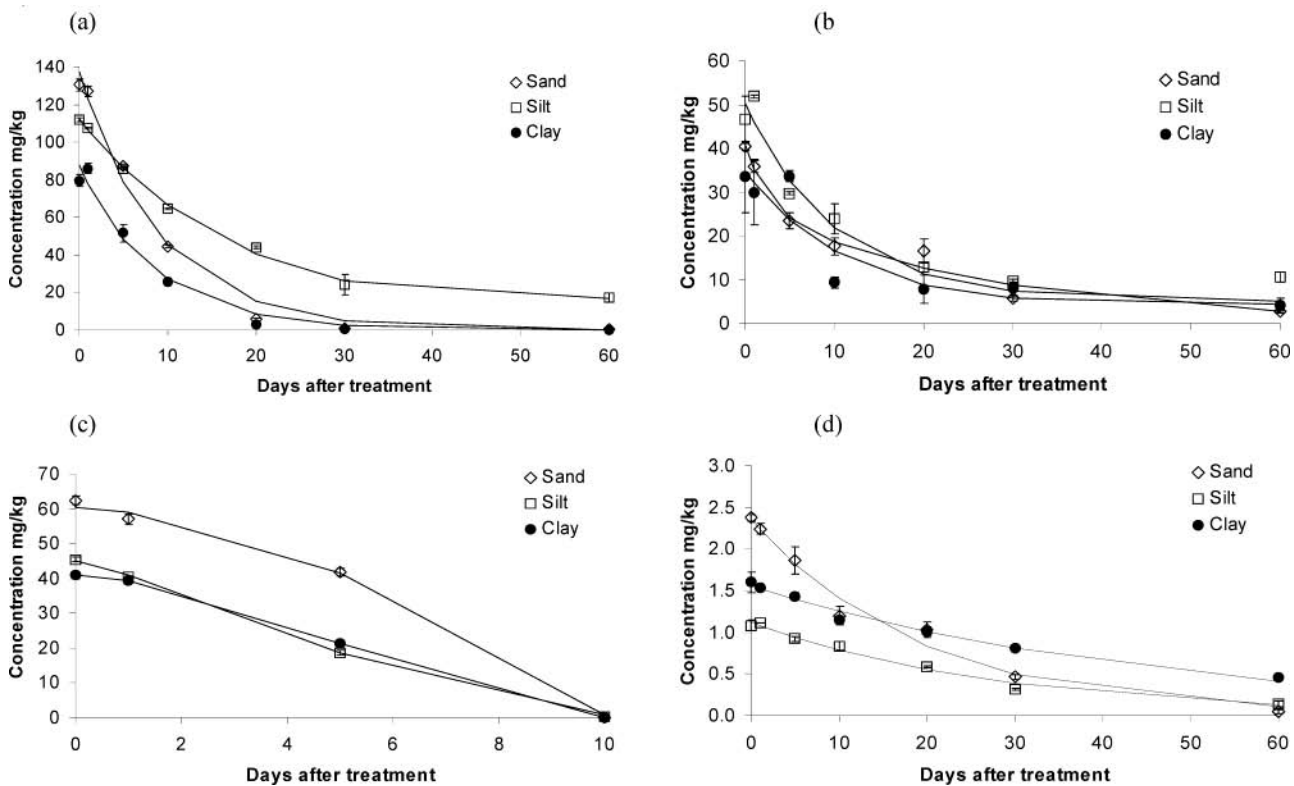 (a)
Concentration mg/kg
140
120
100
80
60
40
20
0
0 10 20 30 40 50 60
Days after treatment
Sand
Silt
Clay
(b
Concentration mg/kg
60
50
40
30
20
10
0
0 10 20 30 40 50 60
Days after treatment
Sand
Silt
Clay
(c)
Concentration mg/kg
70
60
50
40
30
20
10
0
0 2 4 6 8 10
Days after treatment
Sand
Silt
Clay
(d)
Concentration mg/kg
3.0
2.5
2.0
1.5
1.0
0.5
0.0
0 10 20 30 40 50 60
Days after treatment
Sand
Silt
Clay